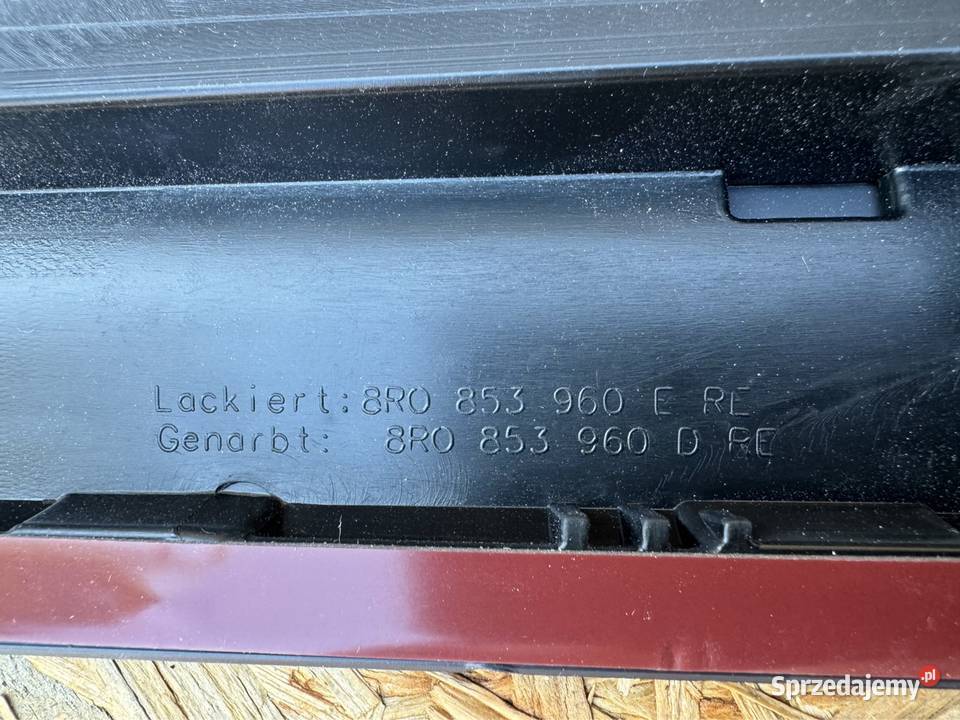 Lackiert: 8R0 853 960 E RE
Genarbt: 8R0 853 960 D RE
Sprzedajemy.pl